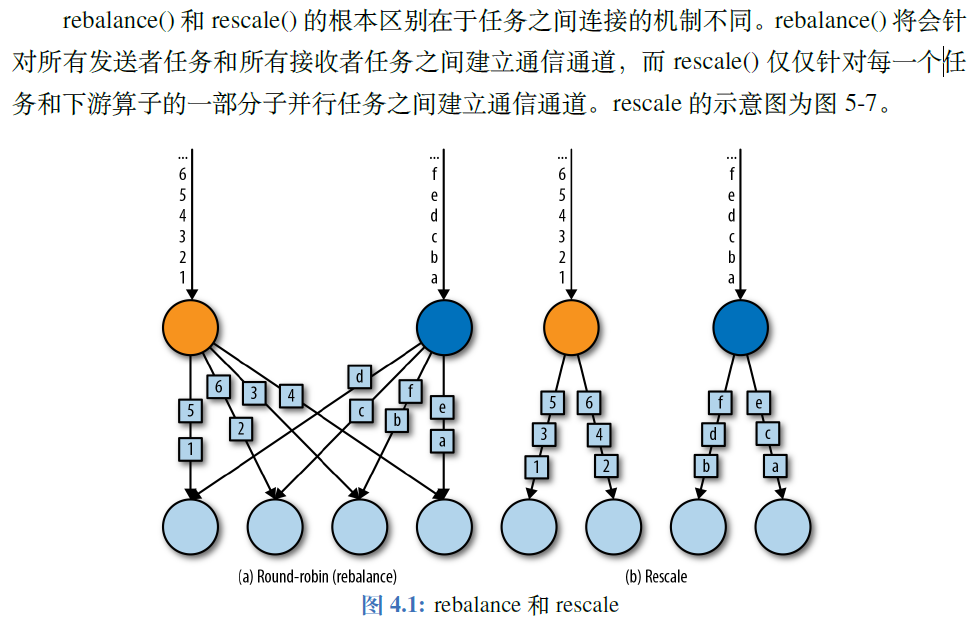 rebalance() 和 rescale() 的根本区别在于任务之间连接的机制不同。rebalance() 将会针
对所有发送者任务和所有接收者任务之间建立通信通道，而 rescale() 仅仅针对每一个任
务和下游算子的一部分子并行任务之间建立通信通道。rescale 的示意图为图 5-7。
... ... ... ...
6 f 6 f
5 e 5 e
4 d 4 d
3 c 3 c
2 b 2 b
1 a 1 a
6 3 4 d f
5 c e 5 6 f e
2 b
1 a 3 4 d c
1 2 b a
(a) Round-robin (rebalance) (b) Rescale
图 4.1: rebalance 和 rescale